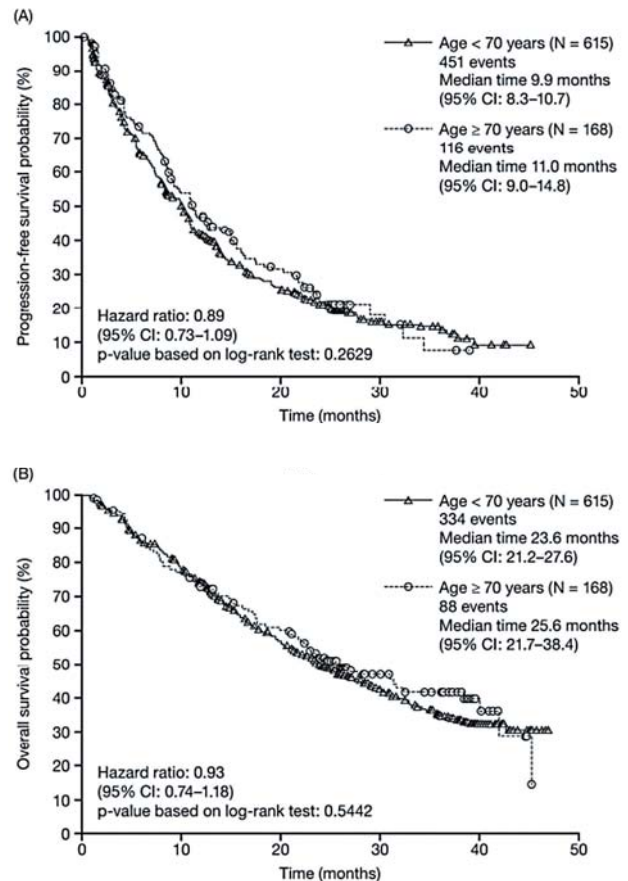 (A)
100
90
80
70
60
50
40
30
20
10
0
Progression-free survival probability (%)
Age < 70 years (N = 615)
451 events
Median time 9.9 months
(95% CI: 8.3–10.7)
Age ≥ 70 years (N = 168)
116 events
Median time 11.0 months
(95% CI: 9.0–14.8)
Hazard ratio: 0.89
(95% CI: 0.73–1.09)
p-value based on log-rank test: 0.2629
0 10 20 30 40 50
Time (months)
(B)
100
90
80
70
60
50
40
30
20
10
0
Overall survival probability (%)
Age < 70 years (N = 615)
334 events
Median time 23.6 months
(95% CI: 21.2–27.6)
Age ≥ 70 years (N = 168)
88 events
Median time 25.6 months
(95% CI: 21.7–38.4)
Hazard ratio: 0.93
(95% CI: 0.74–1.18)
p-value based on log-rank test: 0.5442
0 10 20 30 40 50
Time (months)